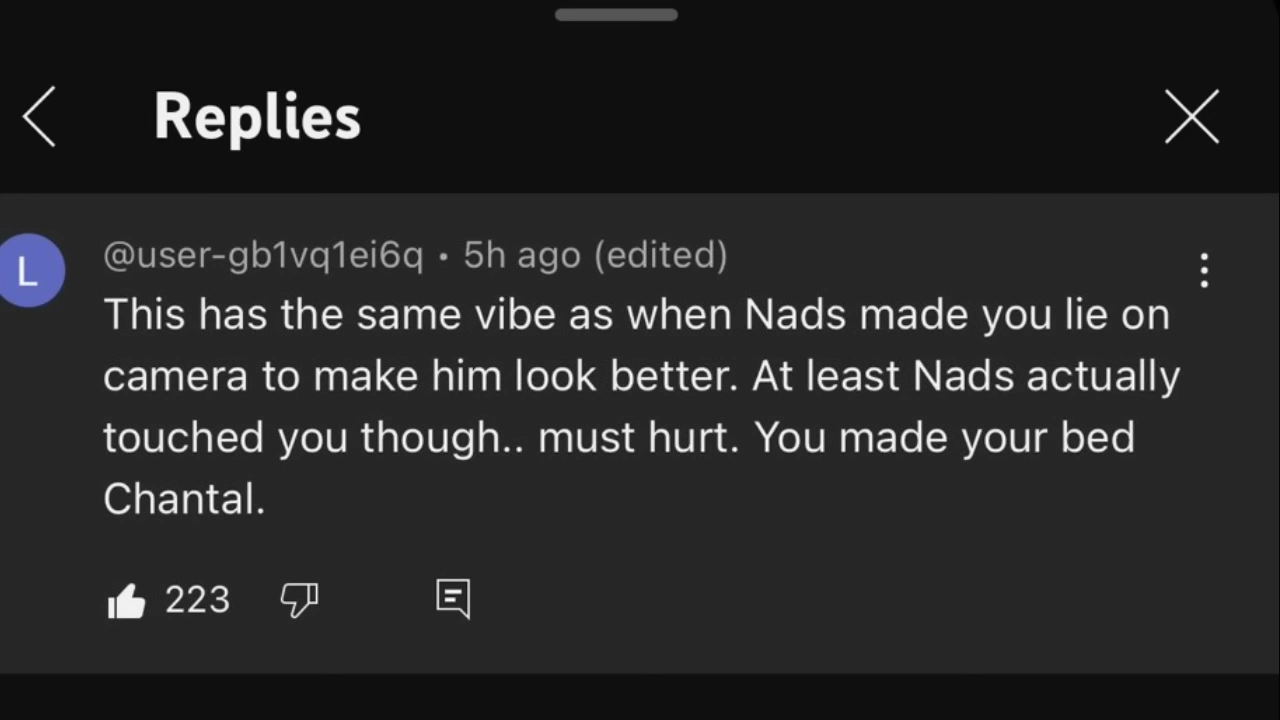 Replies
L
@user-gb1vq1ei6q • 5h ago (edited)
This has the same vibe as when Nads made you lie on
camera to make him look better. At least Nads actually
touched you though.. must hurt. You made your bed
Chantal.
223